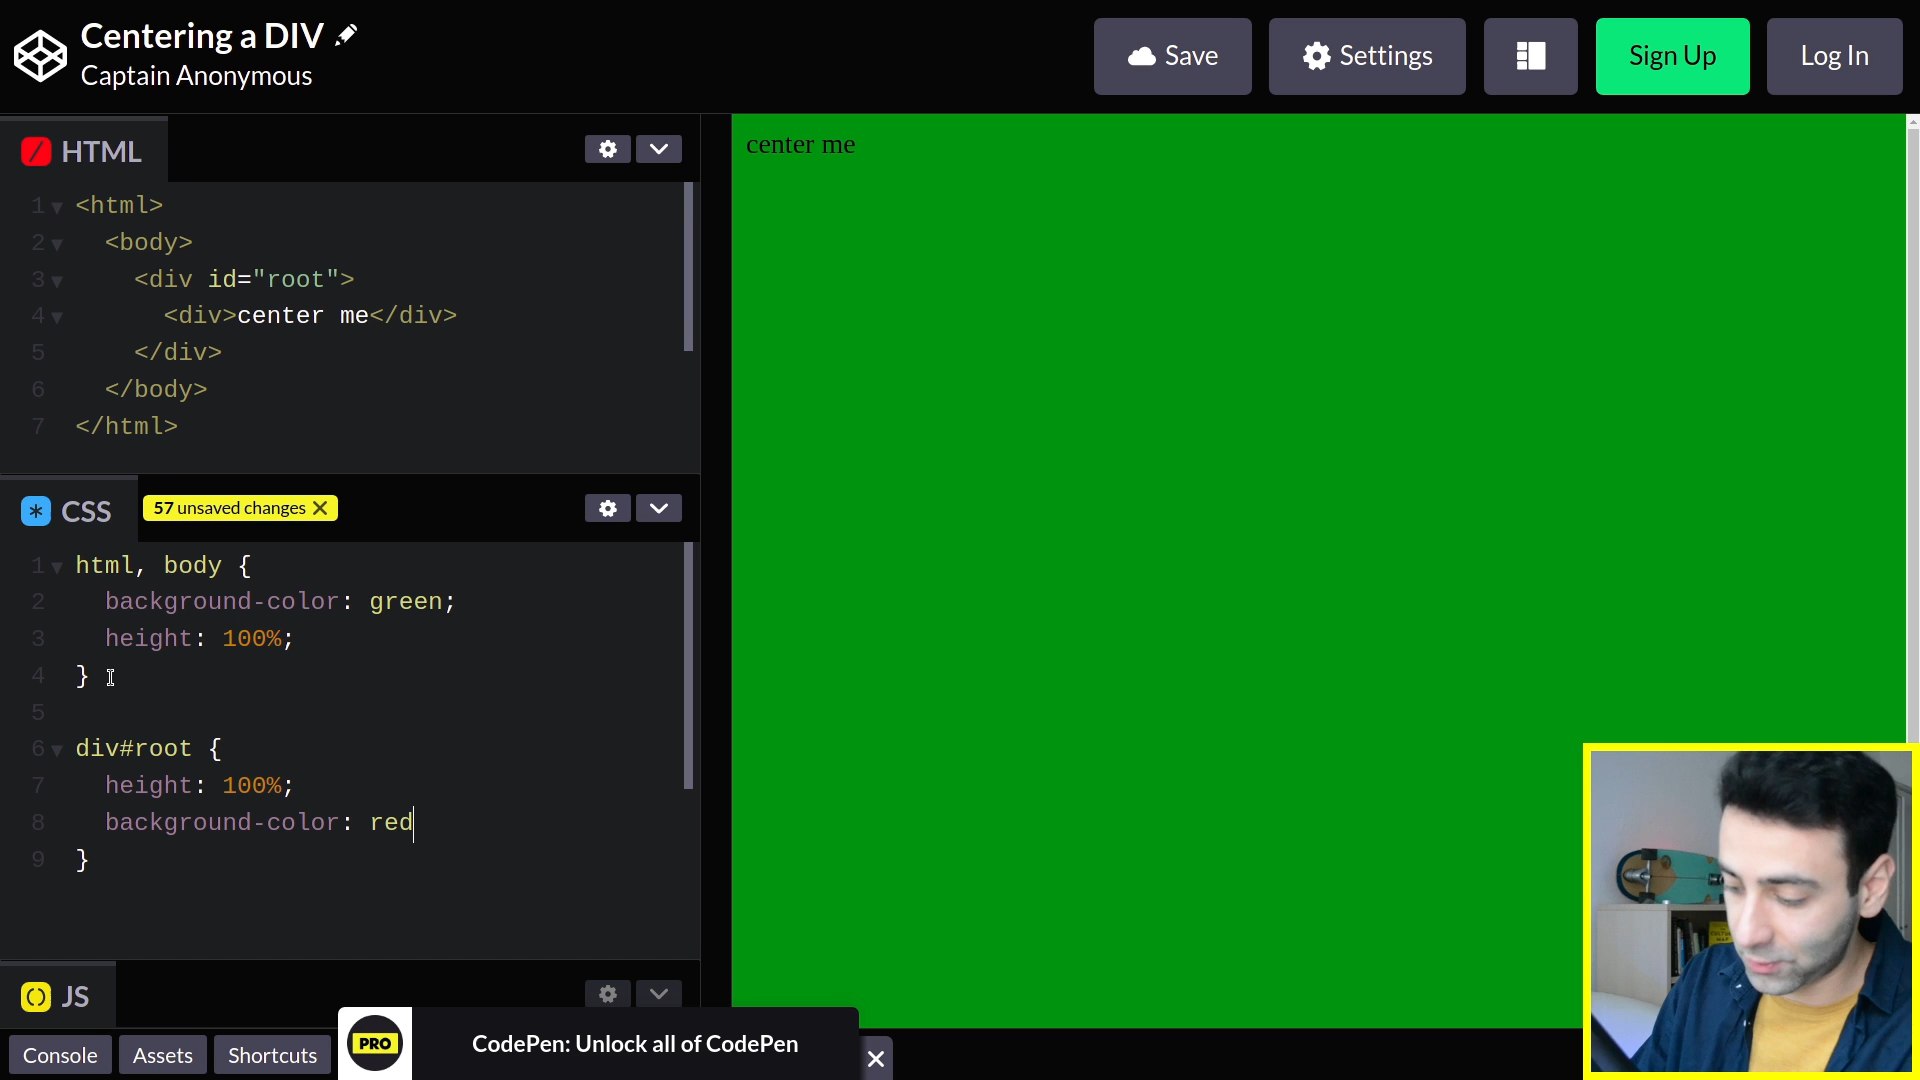 Centering a DIV
Captain Anonymous
Save
Settings
Sign Up
Log In
HTML
1 <html>
2 <body>
3 <div id="root">
4 <div>center me</div>
5 </div>
6 </body>
7 </html>
center me
CSS
57 unsaved changes
1 html, body {
2 background-color: green;
3 height: 100%;
4 }
5
6 div#root {
7 height: 100%;
8 background-color: red
9 }
JS
Console
Assets
Shortcuts
PRO
CodePen: Unlock all of CodePen